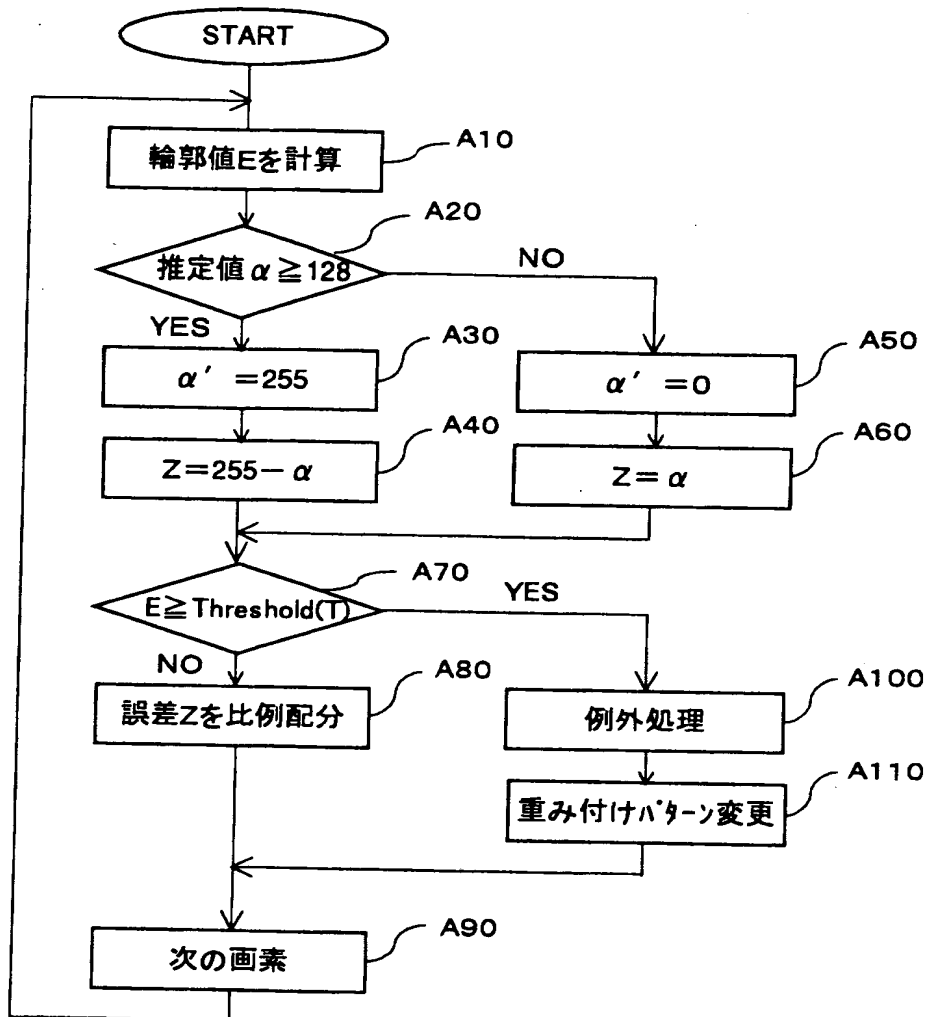 START
輪郭値Eを計算
A10
推定値α≧128
A20
NO
YES
α′=255
A30
α′=0
A50
Z=255-α
A40
Z=α
A60
E≧Threshold(T)
A70
YES
NO
誤差Zを比例配分
A80
例外処理
A100
重み付けパターン変更
A110
次の画素
A90